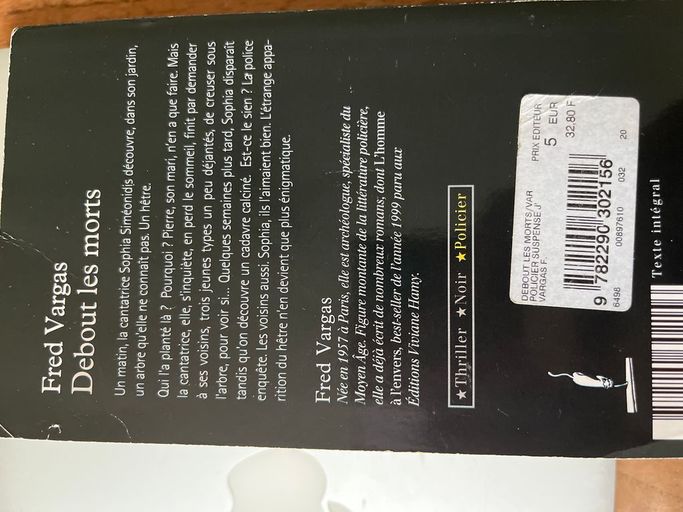 Fred Vargas
Debout les morts
Un matin, la cantatrice Sophia Siméonidis découvre, dans son jardin,
un arbre qu'elle ne connaît pas. Un hêtre.
Qui l'a planté là ? Pourquoi ? Pierre, son mari, n'en a que faire. Mais
la cantatrice, elle, s'inquiète, en perd le sommeil, finit par demander
à ses voisins, trois jeunes types un peu déjantés, de creuser sous
l'arbre, pour voir si... Quelques semaines plus tard, Sophia disparaît
tandis qu'on découvre un cadavre calciné. Est-ce le sien ? La police
enquête. Les voisins aussi. Sophia, ils l'aimaient bien. L'étrange appa-
rition du hêtre n'en devient que plus énigmatique.
Fred Vargas
Née en 1957 à Paris, elle est archéologue, spécialiste du
Moyen Âge. Figure montante de la littérature policière,
elle a déjà écrit de nombreux romans, dont L'homme
à l'envers, best-seller de l'année 1999 paru aux
Éditions Viviane Hamy.
★Thriller ★Noir ★Policier
DEBOUT LES MORTS/VAR
POLICIER SUSPENSE J'
VARGAS F.
PRIX EDITEUR
5 EUR
32.80 F
9 782290 302156
6498 00897610 032 20
Texte intégral